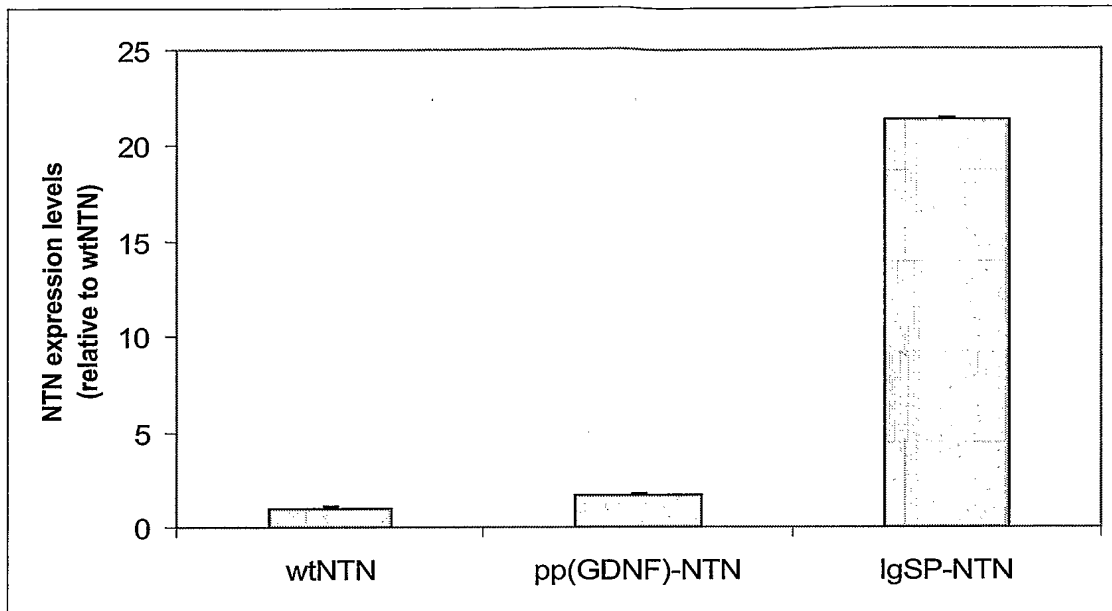 25
20
15
10
5
0
NTN expression levels
(relative to wtNTN)
wtNTN
pp(GDNF)-NTN
IgSP-NTN